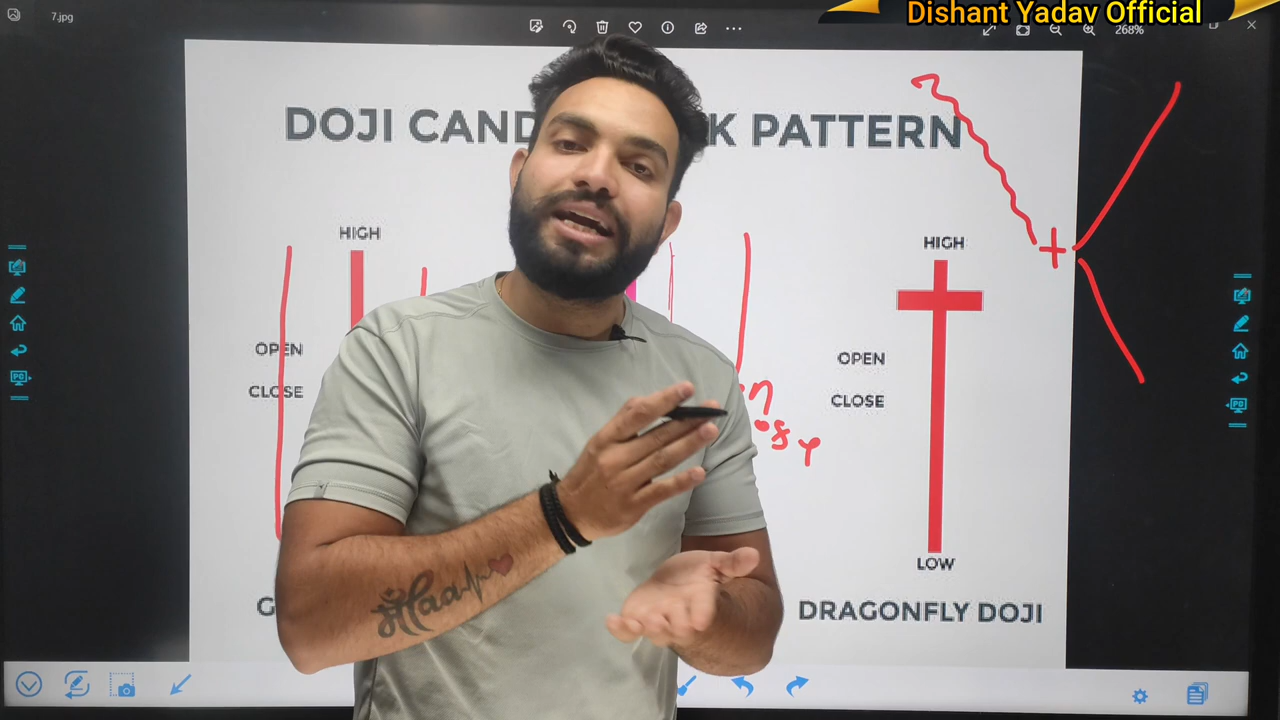 Dishant Yadav Official
7.jpg
268%
DOJI CAND K PATTERN
HIGH
HIGH
OPEN
OPEN
CLOSE
CLOSE
LOW
G
DRAGONFLY DOJI